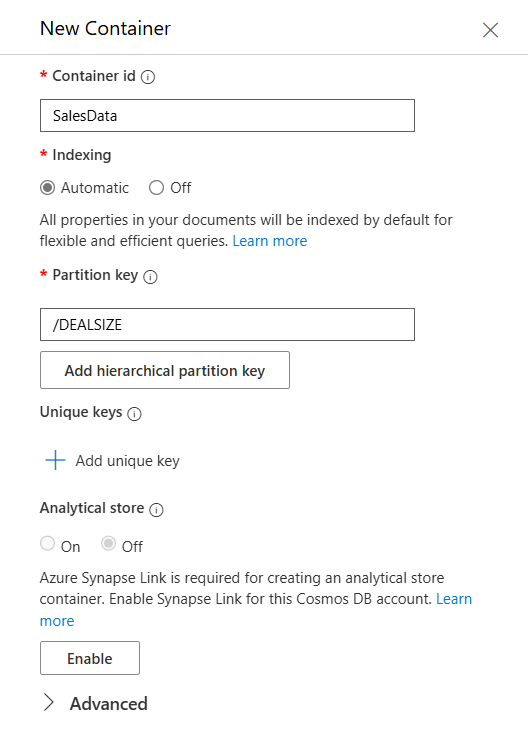 New Container
* Container id
SalesData
* Indexing
Automatic Off
All properties in your documents will be indexed by default for
flexible and efficient queries. Learn more
* Partition key
/DEALSIZE
Add hierarchical partition key
Unique keys
Add unique key
Analytical store
On Off
Azure Synapse Link is required for creating an analytical store
container. Enable Synapse Link for this Cosmos DB account. Learn
more
Enable
Advanced